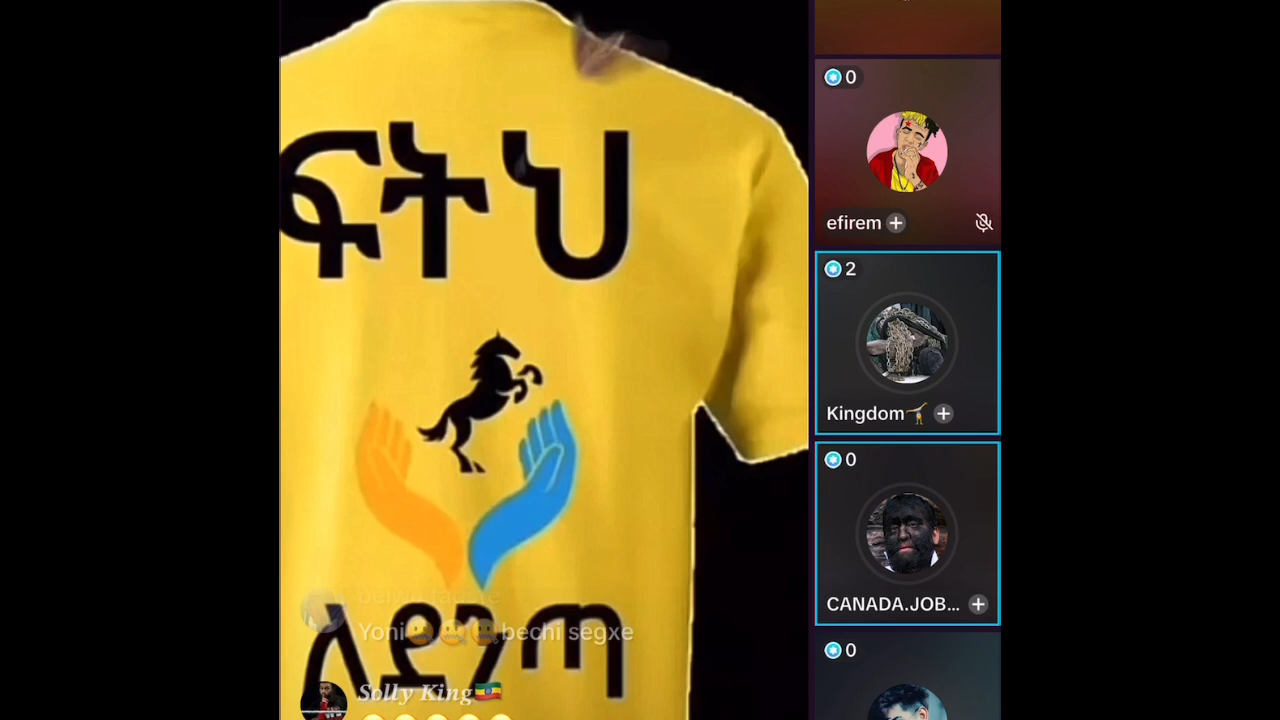 ፍትህ
ለደንጣ
Yoni🤐🤐🤐bechi segxe
Solly King🇪🇹
0
efirem
2
Kingdom🤸
0
CANADA.JOB...
0